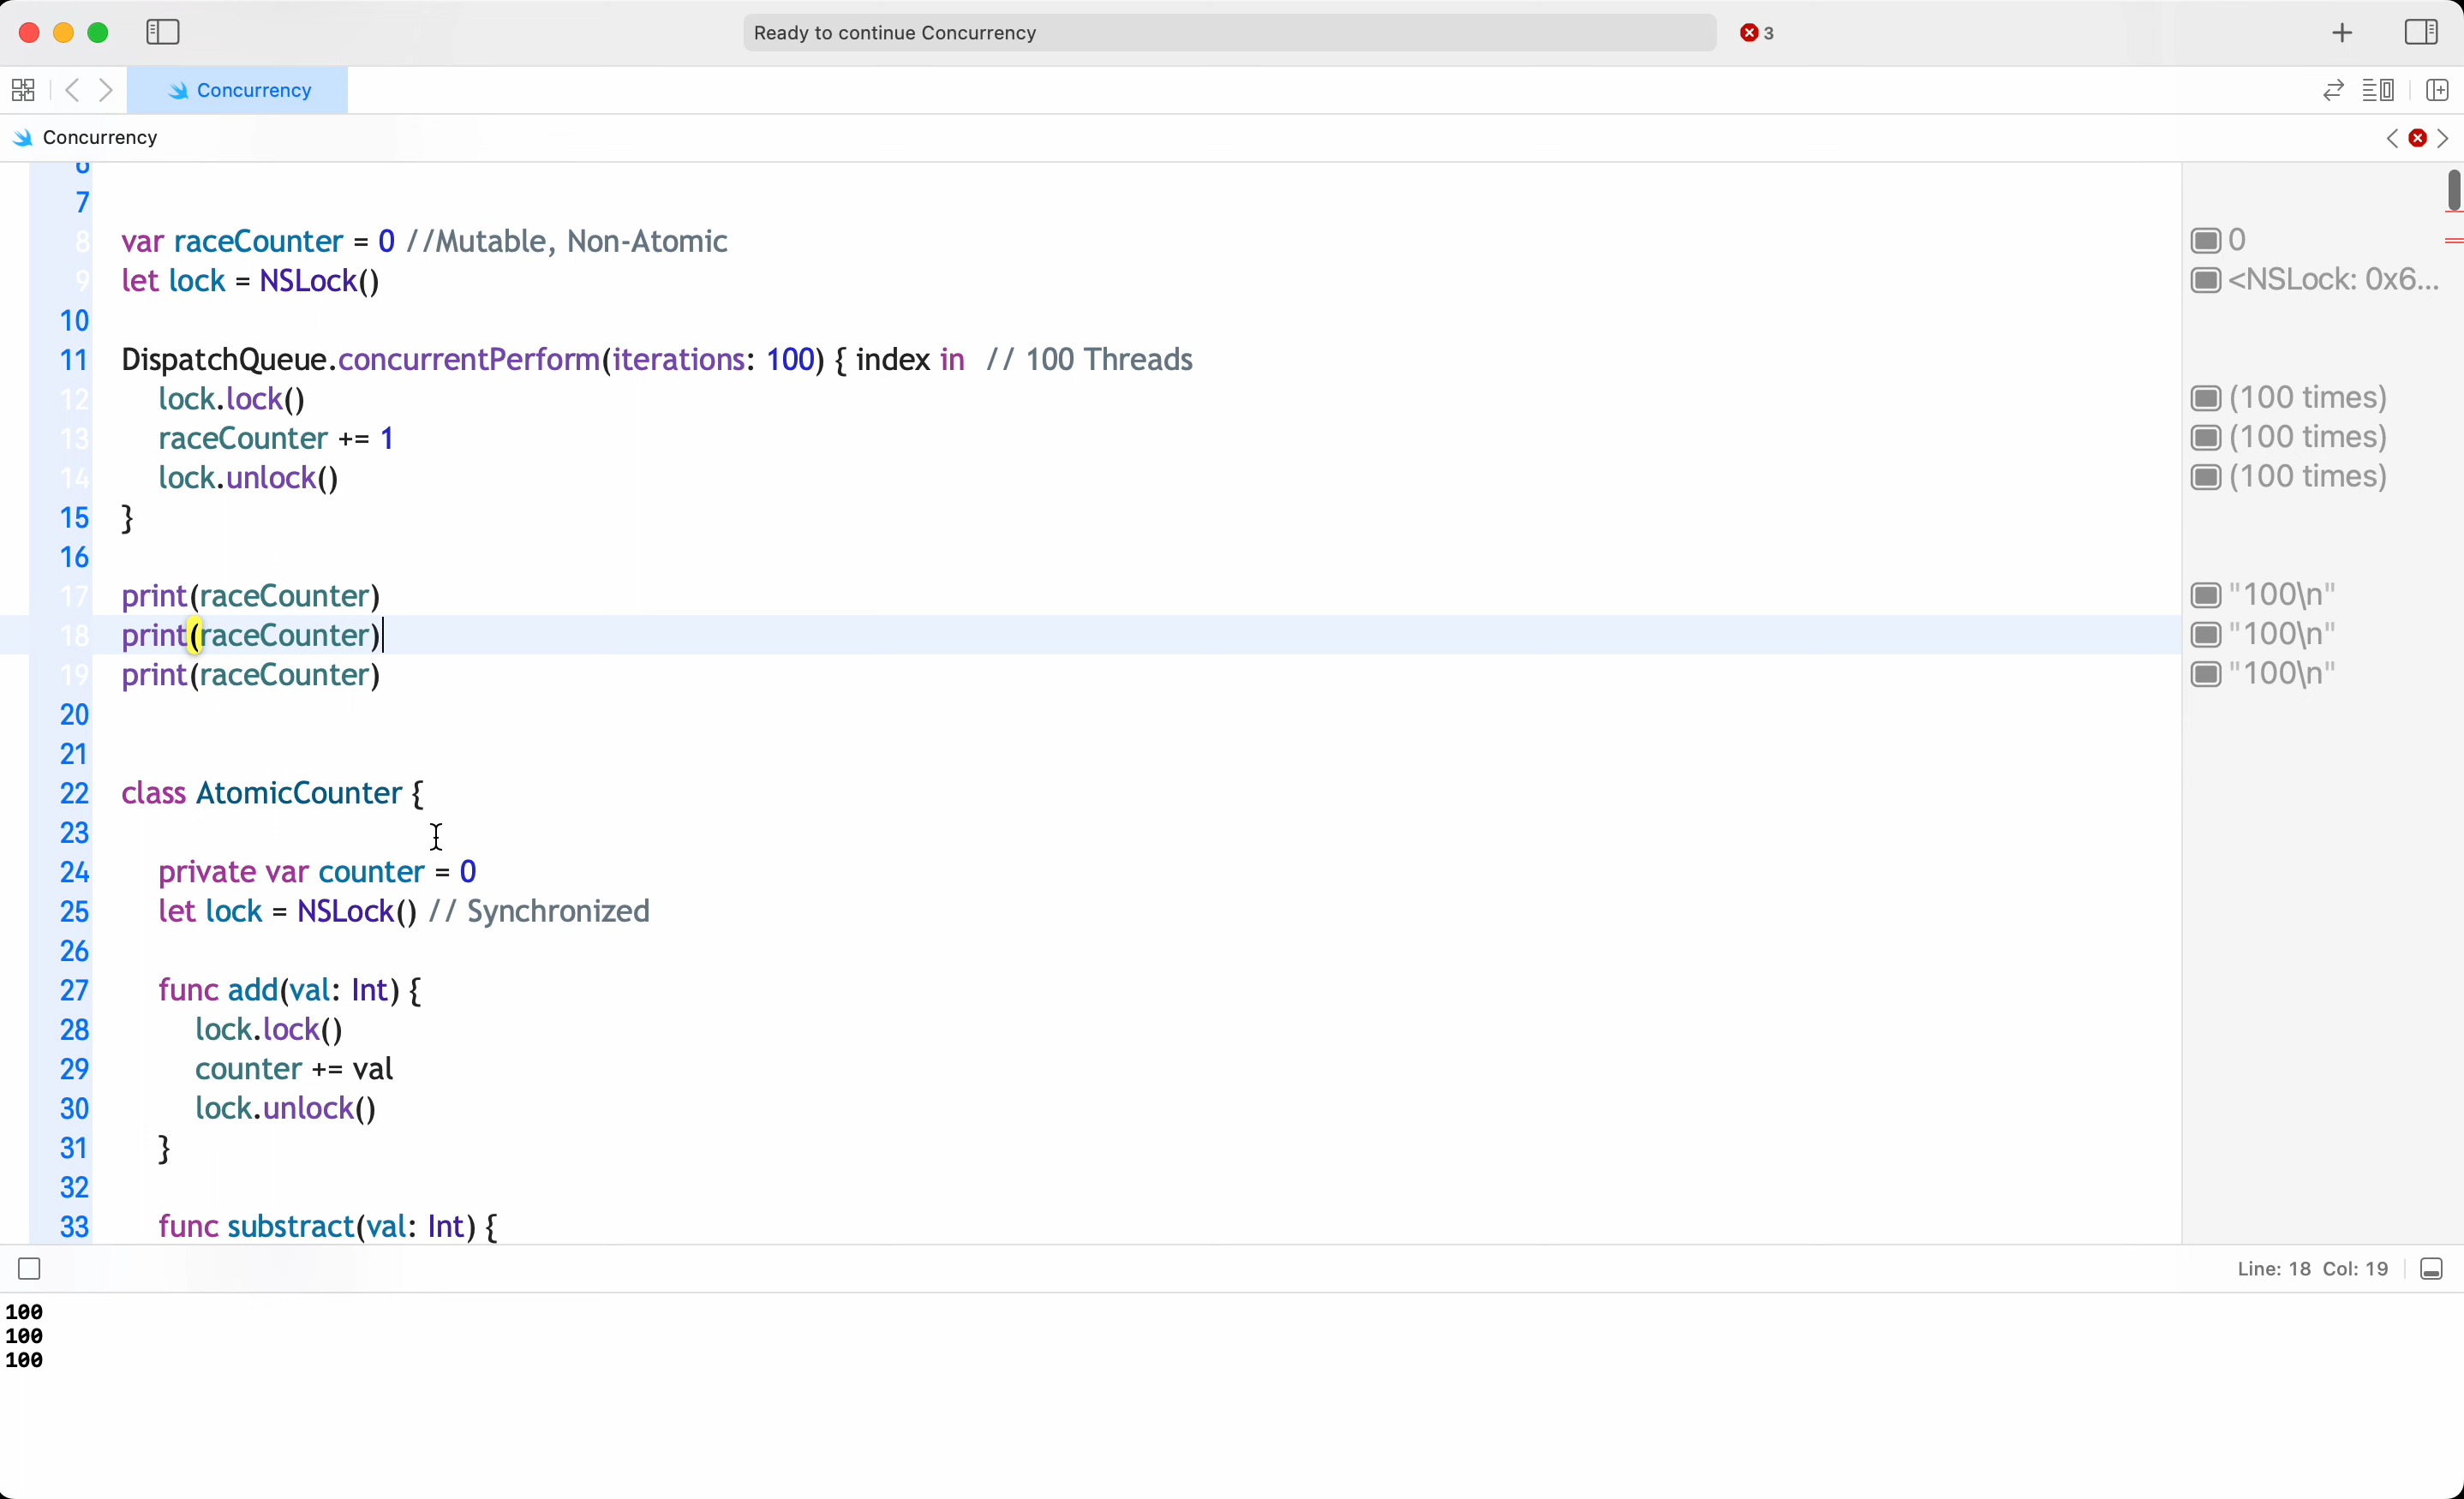 Ready to continue Concurrency
3
Concurrency
Concurrency
6
7
8 var raceCounter = 0 //Mutable, Non-Atomic 0
9 let lock = NSLock() <NSLock: 0x6...
10
11 DispatchQueue.concurrentPerform(iterations: 100) { index in // 100 Threads
12 lock.lock() (100 times)
13 raceCounter += 1 (100 times)
14 lock.unlock() (100 times)
15 }
16
17 print(raceCounter) "100\n"
18 print(raceCounter) "100\n"
19 print(raceCounter) "100\n"
20
21
22 class AtomicCounter {
23
24 private var counter = 0
25 let lock = NSLock() // Synchronized
26
27 func add(val: Int) {
28 lock.lock()
29 counter += val
30 lock.unlock()
31 }
32
33 func substract(val: Int) {
Line: 18 Col: 19
100
100
100